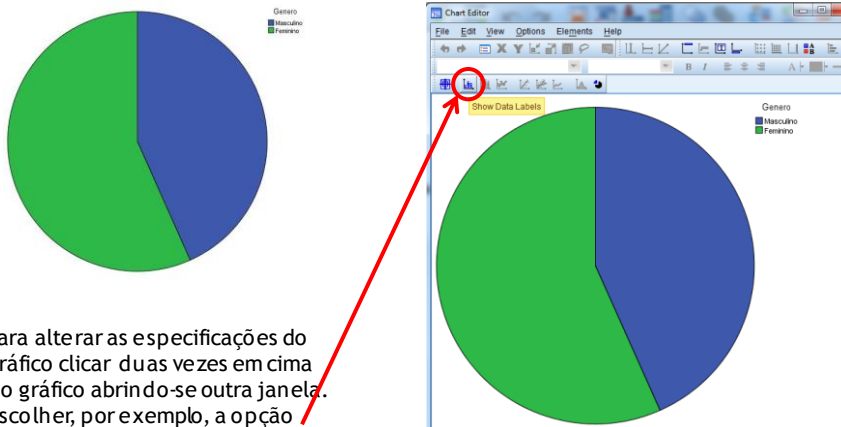 Genero
Masculino
Feminino
Chart Editor
File Edit View Options Elements Help
X Y
B I
A
Show Data Labels
Genero
Masculino
Feminino
ara alterar as especificações do
ráfico clicar duas vezes em cima
o gráfico abrindo-se outra janela.
scolher, por exemplo, a opção